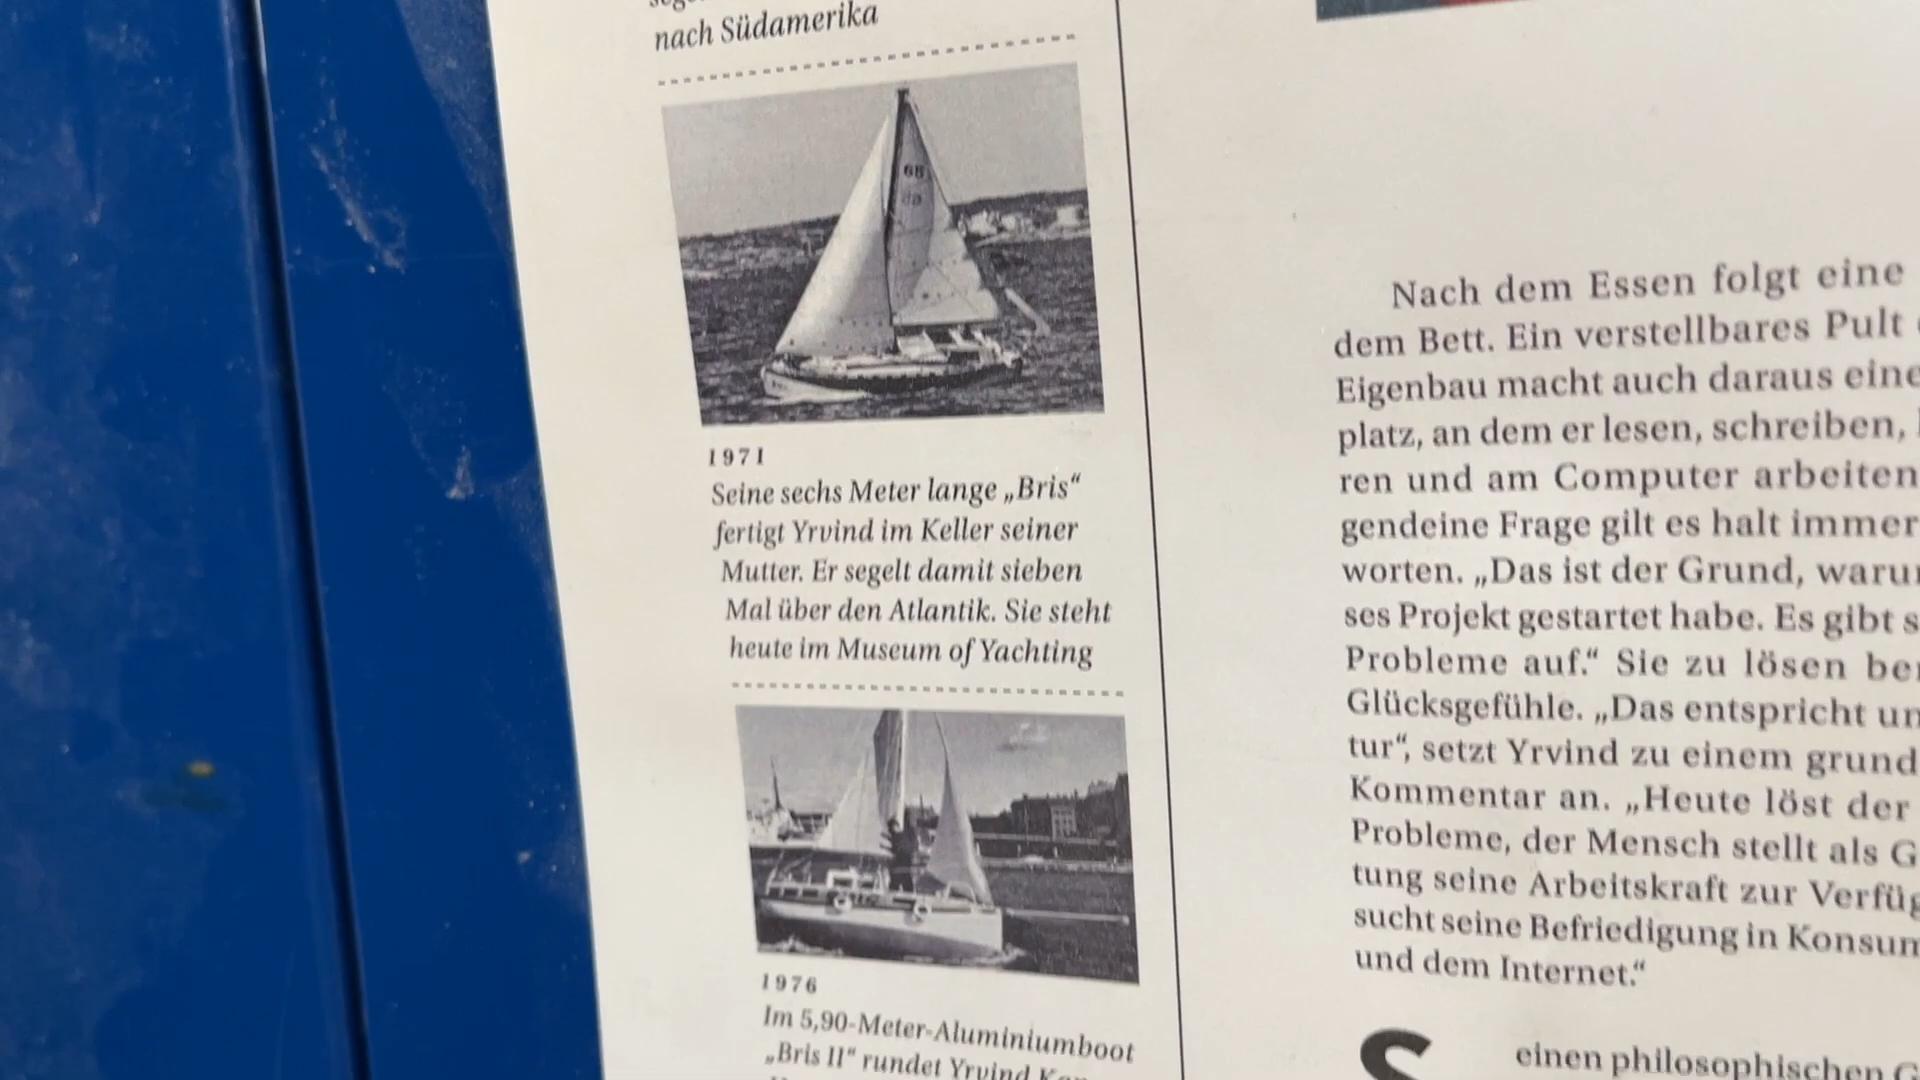 nach Südamerika
65
1971
Seine sechs Meter lange „Bris“
fertigt Yrvind im Keller seiner
Mutter. Er segelt damit sieben
Mal über den Atlantik. Sie steht
heute im Museum of Yachting
1976
Im 5,90-Meter-Aluminiumboot
„Bris II“ rundet Yrvind
Nach dem Essen folgt eine
dem Bett. Ein verstellbares Pult
Eigenbau macht auch daraus eine
platz, an dem er lesen, schreiben,
ren und am Computer arbeiten
gendeine Frage gilt es halt immer
worten. „Das ist der Grund, waru
ses Projekt gestartet habe. Es gibt s
Probleme auf.“ Sie zu lösen ber
Glücksgefühle. „Das entspricht un
tur“, setzt Yrvind zu einem grund
Kommentar an. „Heute löst der
Probleme, der Mensch stellt als G
tung seine Arbeitskraft zur Verfüg
sucht seine Befriedigung in Konsum
und dem Internet.“
S
einen philosophischen G